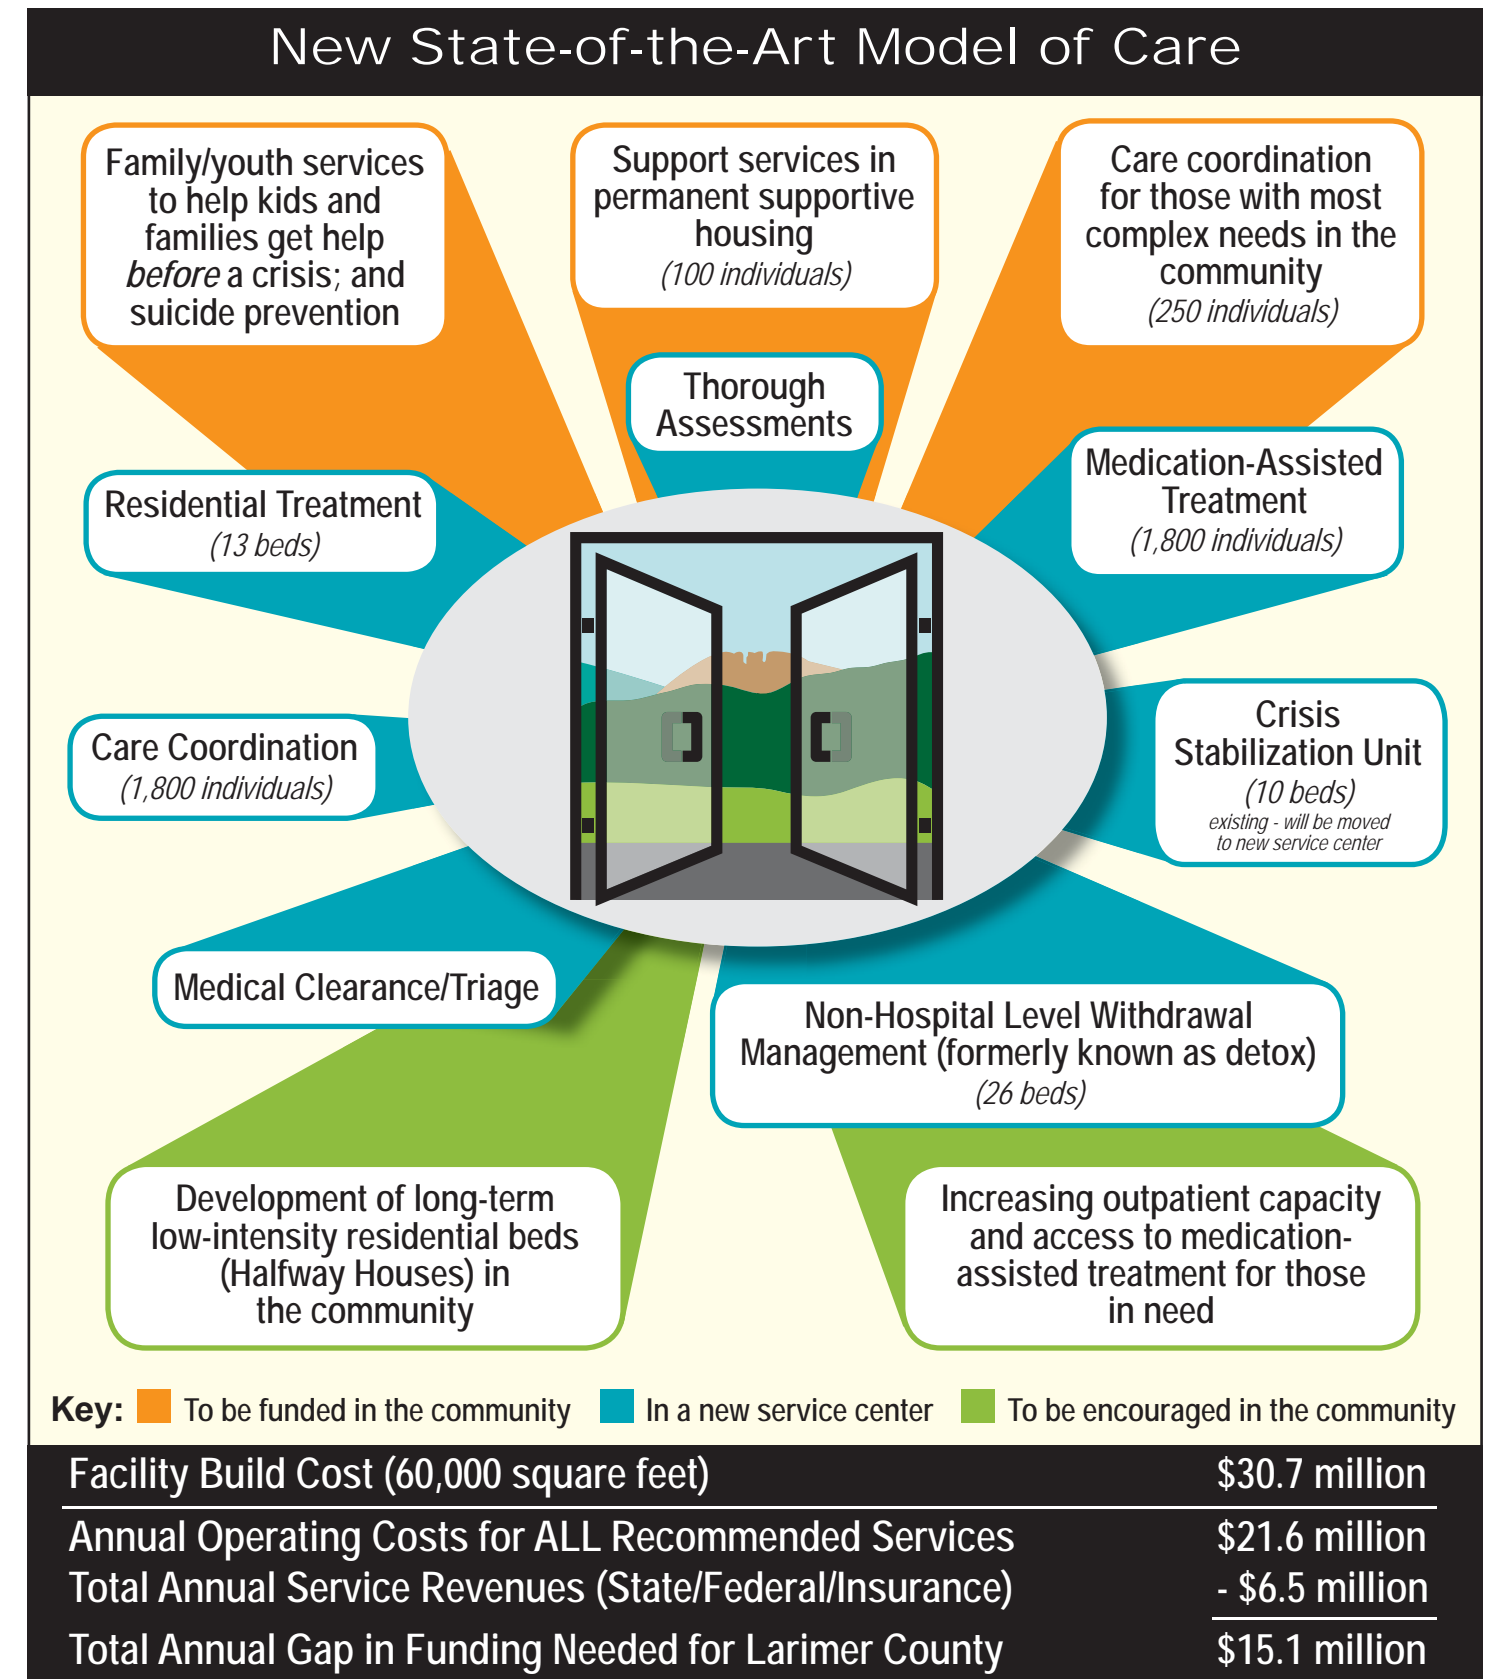 New State-of-the-Art Model of Care
Family/youth services
to help kids and
families get help
before a crisis; and
suicide prevention
Support services in
permanent supportive
housing
(100 individuals)
Care coordination
for those with most
complex needs in the
community
(250 individuals)
Thorough
Assessments
Residential Treatment
(13 beds)
Medication-Assisted
Treatment
(1,800 individuals)
Care Coordination
(1,800 individuals)
Crisis
Stabilization Unit
(10 beds)
existing - will be moved
to new service center
Medical Clearance/Triage
Non-Hospital Level Withdrawal
Management (formerly known as detox)
(26 beds)
Development of long-term
low-intensity residential beds
(Halfway Houses) in
the community
Increasing outpatient capacity
and access to medication-
assisted treatment for those
in need
Key: To be funded in the community In a new service center To be encouraged in the community
Facility Build Cost (60,000 square feet) $30.7 million
Annual Operating Costs for ALL Recommended Services $21.6 million
Total Annual Service Revenues (State/Federal/Insurance) - $6.5 million
Total Annual Gap in Funding Needed for Larimer County $15.1 million